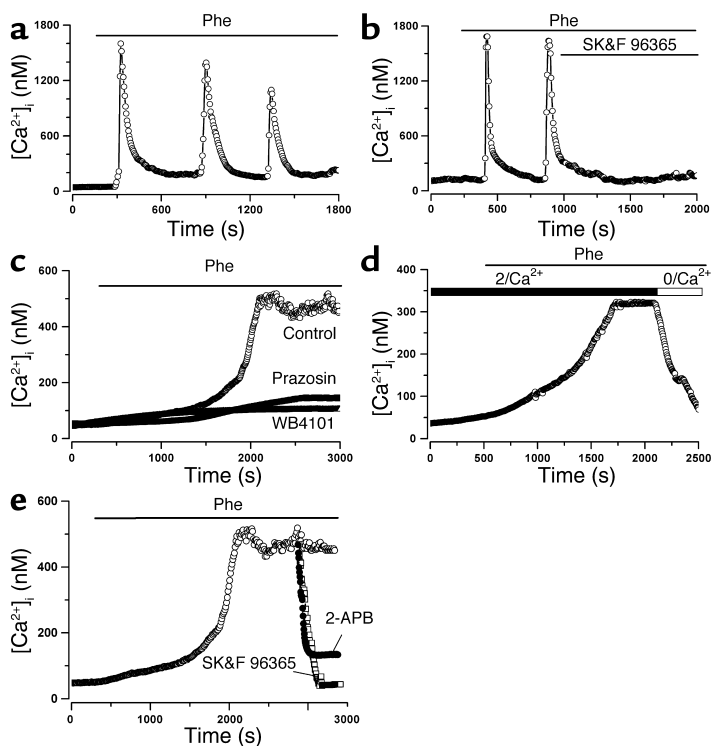 a
Phe
[Ca²⁺]ᵢ (nM)
1800
1200
600
0
0 600 1200 1800
Time (s)
b
Phe
SK&F 96365
[Ca²⁺]ᵢ (nM)
1800
1200
600
0
0 500 1000 1500 2000
Time (s)
c
Phe
[Ca²⁺]ᵢ (nM)
600
400
200
0
Control
Prazosin
WB4101
0 1000 2000 3000
Time (s)
d
Phe
2/Ca²⁺ 0/Ca²⁺
[Ca²⁺]ᵢ (nM)
400
300
200
100
0
0 500 1000 1500 2000 2500
Time (s)
e
Phe
[Ca²⁺]ᵢ (nM)
600
400
200
0
2-APB
SK&F 96365
0 1000 2000 3000
Time (s)